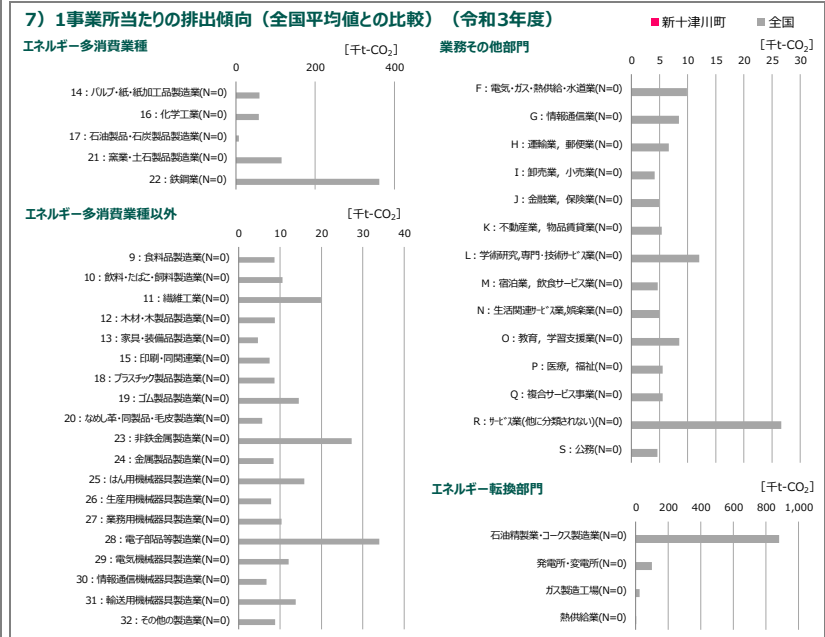 7）1事業所当たりの排出傾向（全国平均値との比較）（令和3年度）
■新十津川町 ■全国
エネルギー多消費業種
[千t-CO₂]
0 200 400
14：パルプ・紙・紙加工品製造業(N=0)
16：化学工業(N=0)
17：石油製品・石炭製品製造業(N=0)
21：窯業・土石製品製造業(N=0)
22：鉄鋼業(N=0)
エネルギー多消費業種以外
[千t-CO₂]
0 10 20 30 40
9：食料品製造業(N=0)
10：飲料・たばこ・飼料製造業(N=0)
11：繊維工業(N=0)
12：木材・木製品製造業(N=0)
13：家具・装備品製造業(N=0)
15：印刷・同関連業(N=0)
18：プラスチック製品製造業(N=0)
19：ゴム製品製造業(N=0)
20：なめし革・同製品・毛皮製造業(N=0)
23：非鉄金属製造業(N=0)
24：金属製品製造業(N=0)
25：はん用機械器具製造業(N=0)
26：生産用機械器具製造業(N=0)
27：業務用機械器具製造業(N=0)
28：電子部品等製造業(N=0)
29：電気機械器具製造業(N=0)
30：情報通信機械器具製造業(N=0)
31：輸送用機械器具製造業(N=0)
32：その他の製造業(N=0)
業務その他部門
[千t-CO₂]
0 5 10 15 20 25 30
F：電気・ガス・熱供給・水道業(N=0)
G：情報通信業(N=0)
H：運輸業，郵便業(N=0)
I：卸売業，小売業(N=0)
J：金融業，保険業(N=0)
K：不動産業，物品賃貸業(N=0)
L：学術研究,専門・技術ｻｰﾋﾞｽ業(N=0)
M：宿泊業，飲食サービス業(N=0)
N：生活関連ｻｰﾋﾞｽ業,娯楽業(N=0)
O：教育，学習支援業(N=0)
P：医療，福祉(N=0)
Q：複合サービス事業(N=0)
R：ｻｰﾋﾞｽ業(他に分類されない)(N=0)
S：公務(N=0)
エネルギー転換部門
[千t-CO₂]
0 200 400 600 800 1,000
石油精製業・コークス製造業(N=0)
発電所・変電所(N=0)
ガス製造工場(N=0)
熱供給業(N=0)